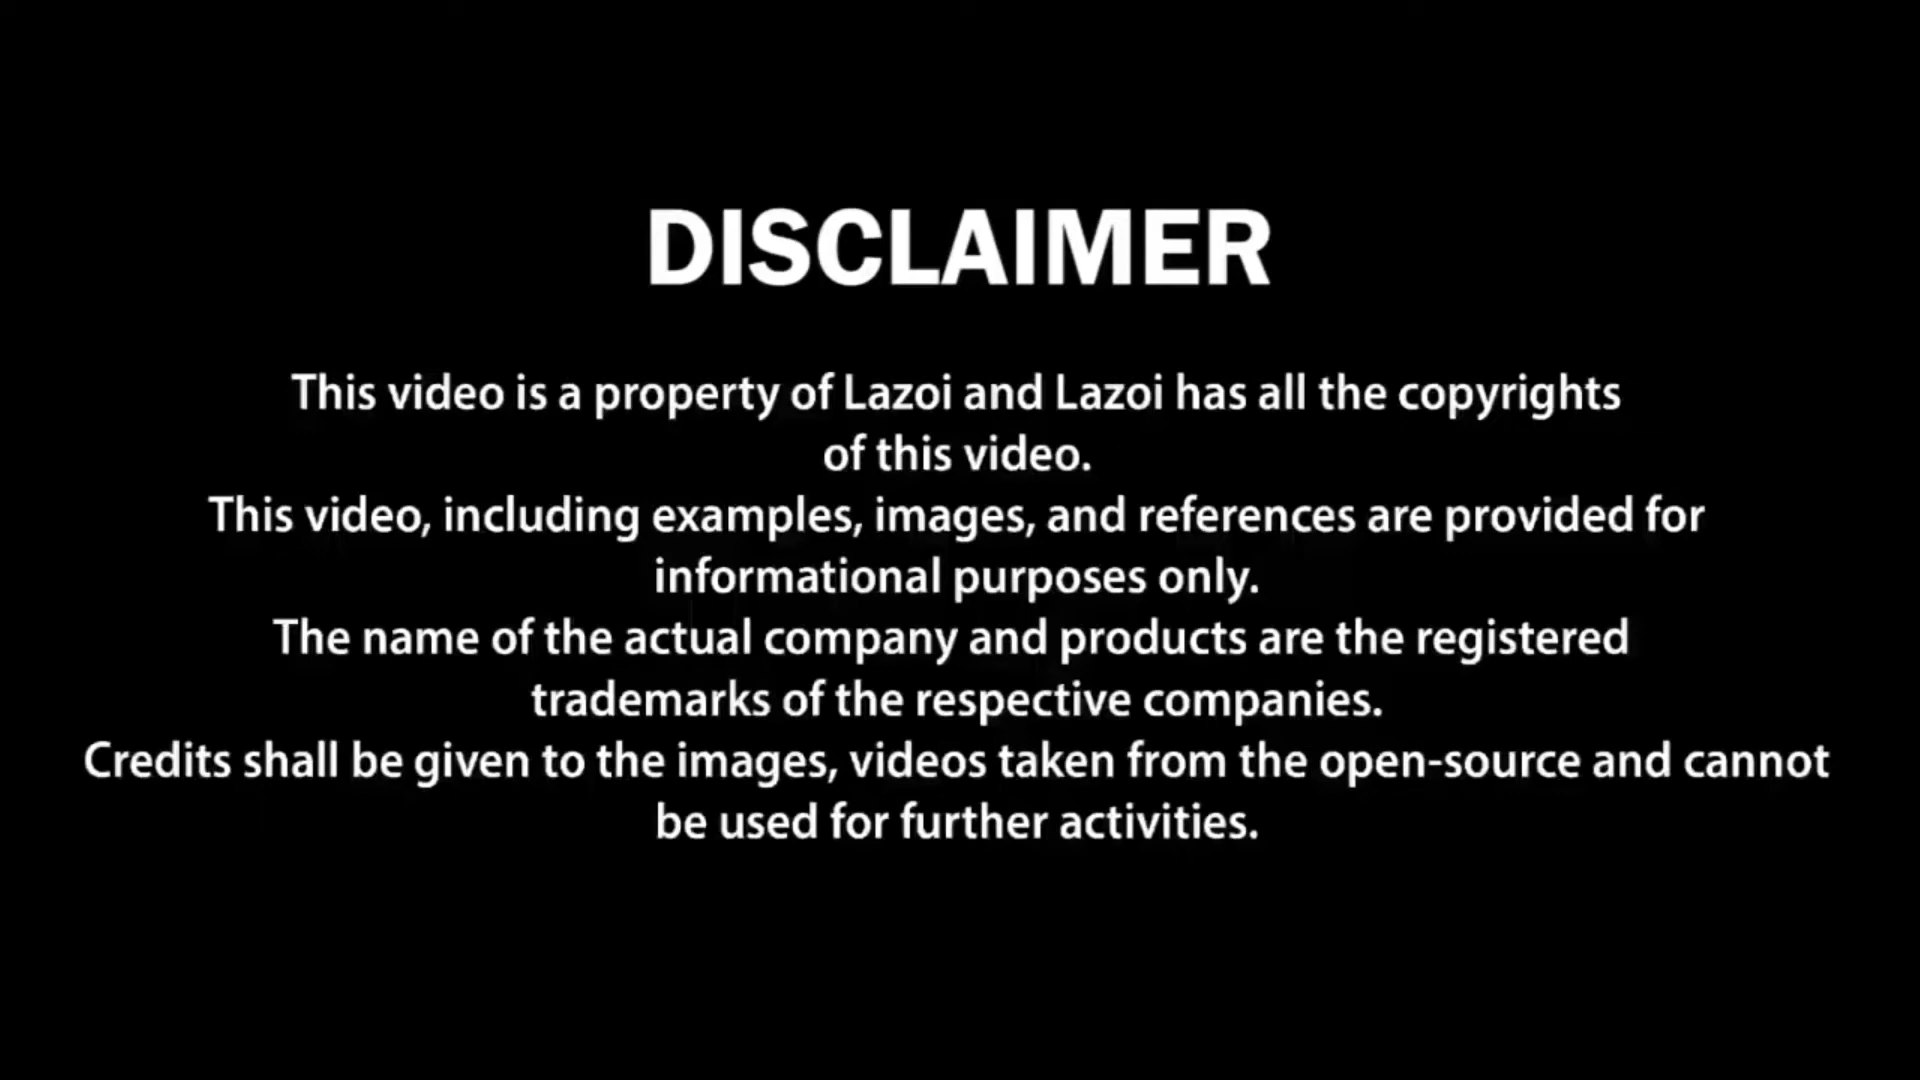 DISCLAIMER
This video is a property of Lazoi and Lazoi has all the copyrights
of this video.
This video, including examples, images, and references are provided for
informational purposes only.
The name of the actual company and products are the registered
trademarks of the respective companies.
Credits shall be given to the images, videos taken from the open-source and cannot
be used for further activities.